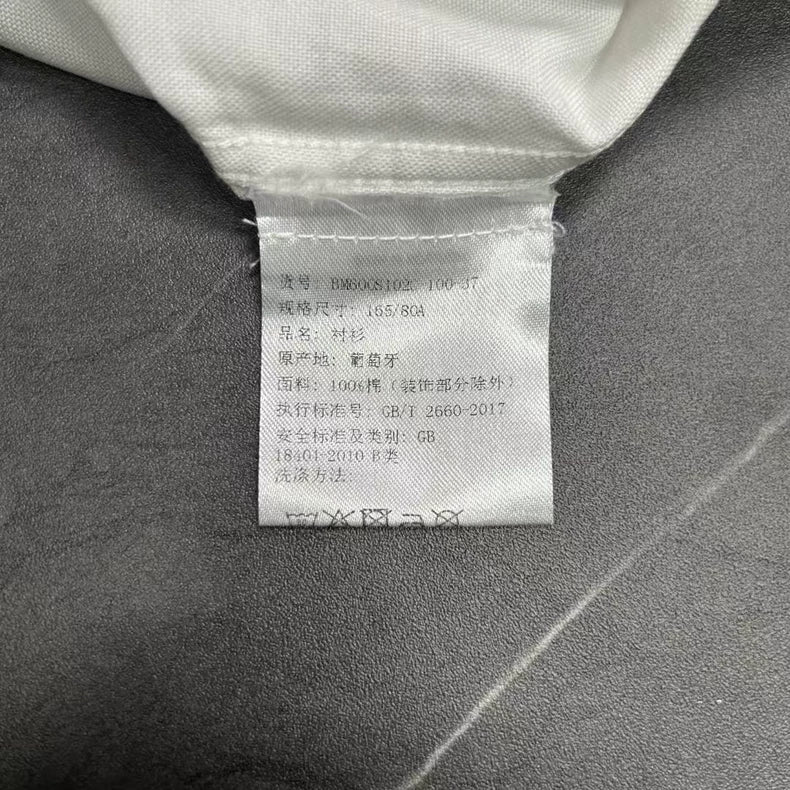 货号: BM60OS102. 100-37
规格尺寸: 165/80A
品名: 衬衫
原产地: 葡萄牙
面料: 100%棉（装饰部分除外）
执行标准号: GB/T 2660-2017
安全标准及类别: GB
18401-2010 B类
洗涤方法: